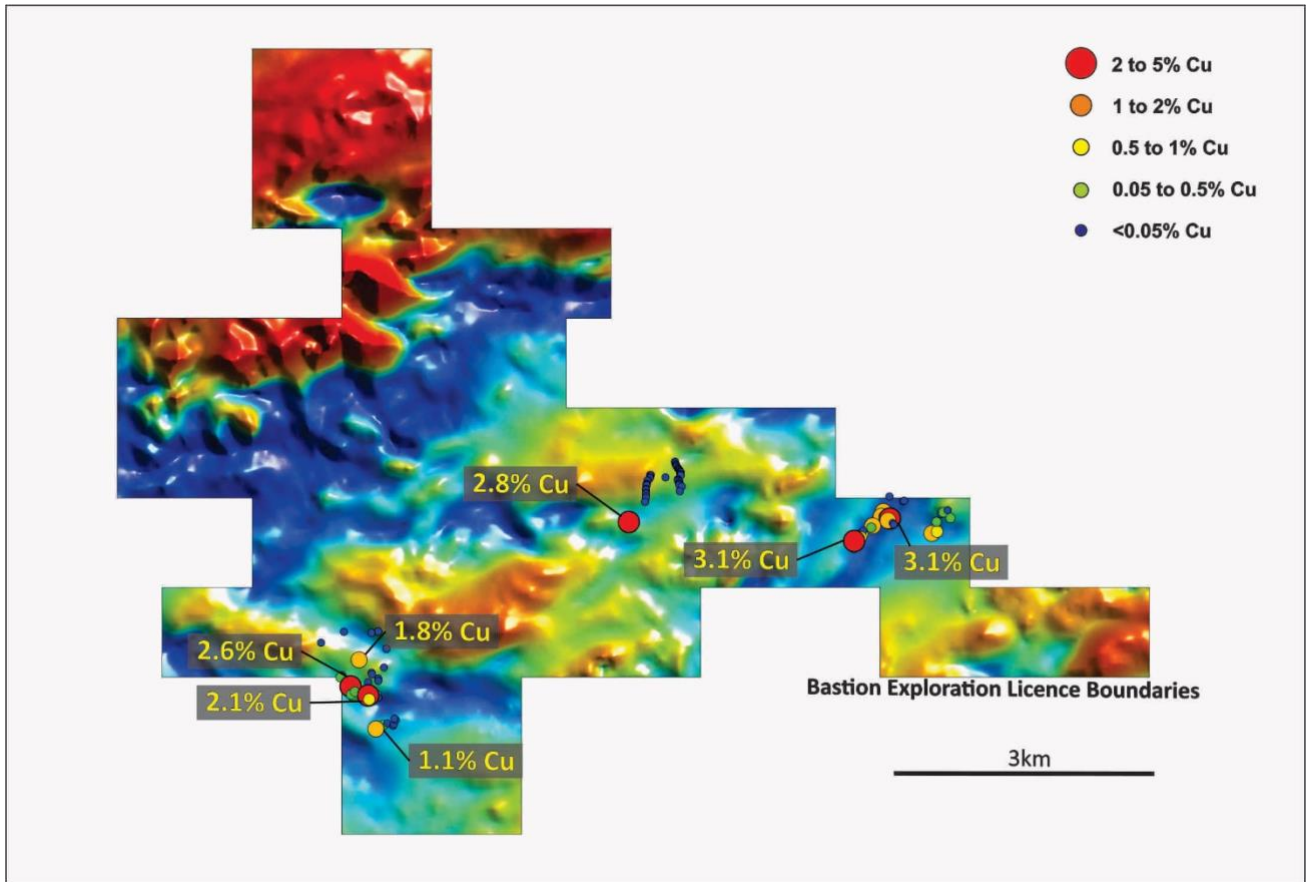 2 to 5% Cu
1 to 2% Cu
0.5 to 1% Cu
0.05 to 0.5% Cu
<0.05% Cu
2.8% Cu
3.1% Cu
3.1% Cu
1.8% Cu
2.6% Cu
2.1% Cu
1.1% Cu
Bastion Exploration Licence Boundaries
3km